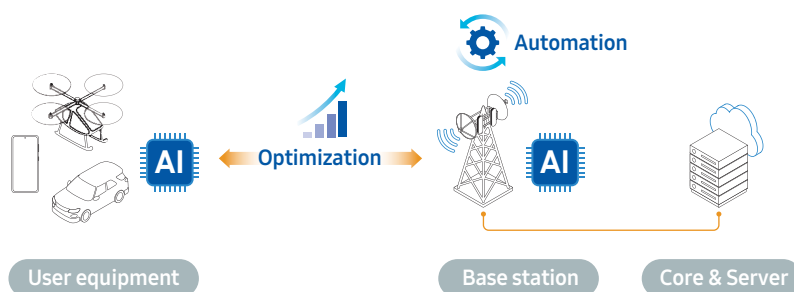 Automation
AI
Optimization
AI
User equipment
Base station
Core & Server